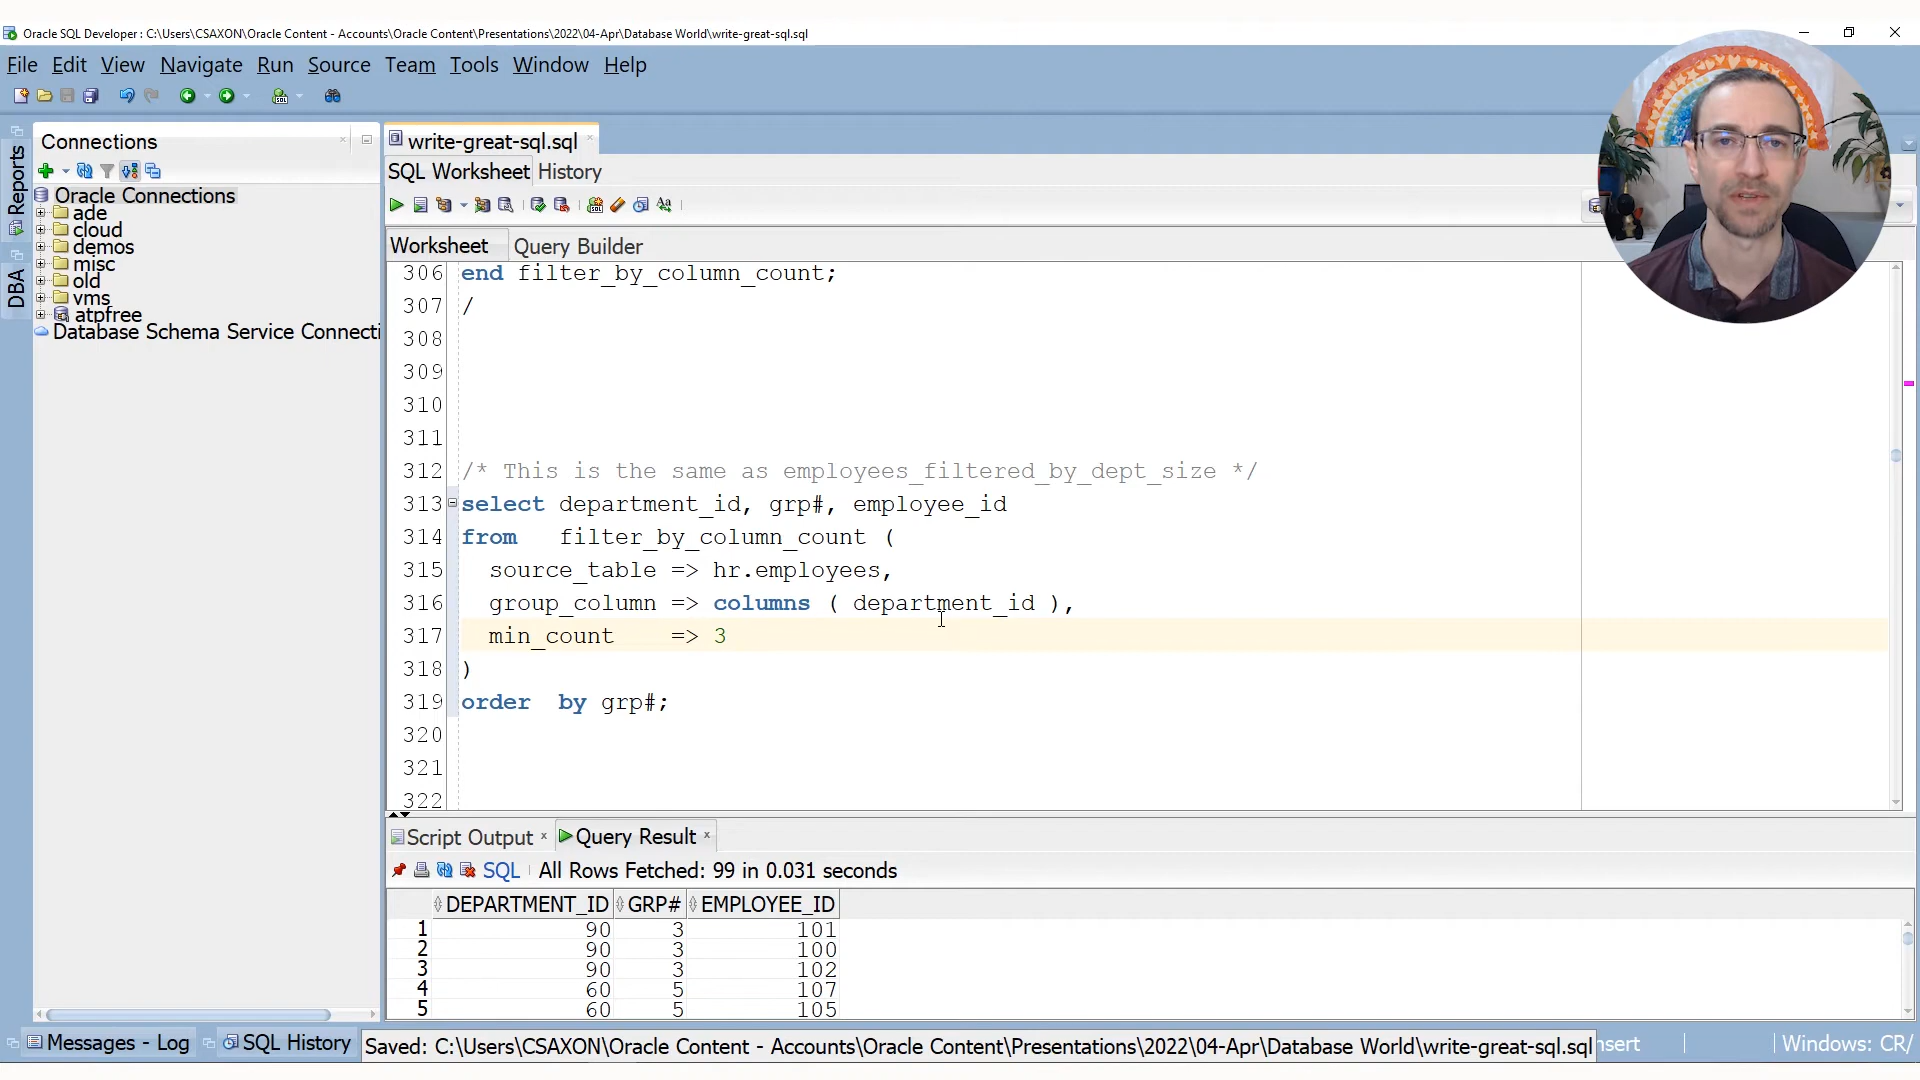 Oracle SQL Developer : C:\Users\CSAXON\Oracle Content - Accounts\Oracle Content\Presentations\2022\04-Apr\Database World\write-great-sql.sql
File Edit View Navigate Run Source Team Tools Window Help
Reports
DBA
Connections
Oracle Connections
ade
cloud
demos
misc
old
vms
atpfree
Database Schema Service Connecti
write-great-sql.sql
SQL Worksheet History
Worksheet Query Builder
306 end filter_by_column_count;
307 /
308
309
310
311
312 /* This is the same as employees_filtered_by_dept_size */
313 select department_id, grp#, employee_id
314 from   filter_by_column_count (
315   source_table => hr.employees,
316   group_column => columns ( department_id ),
317   min_count    => 3
318 )
319 order  by grp#;
320
321
322
Script Output Query Result
SQL All Rows Fetched: 99 in 0.031 seconds
DEPARTMENT_ID GRP# EMPLOYEE_ID
1 90 3 101
2 90 3 100
3 90 3 102
4 60 5 107
5 60 5 105
Messages - Log SQL History Saved: C:\Users\CSAXON\Oracle Content - Accounts\Oracle Content\Presentations\2022\04-Apr\Database World\write-great-sql.sql nsert Windows: CR/